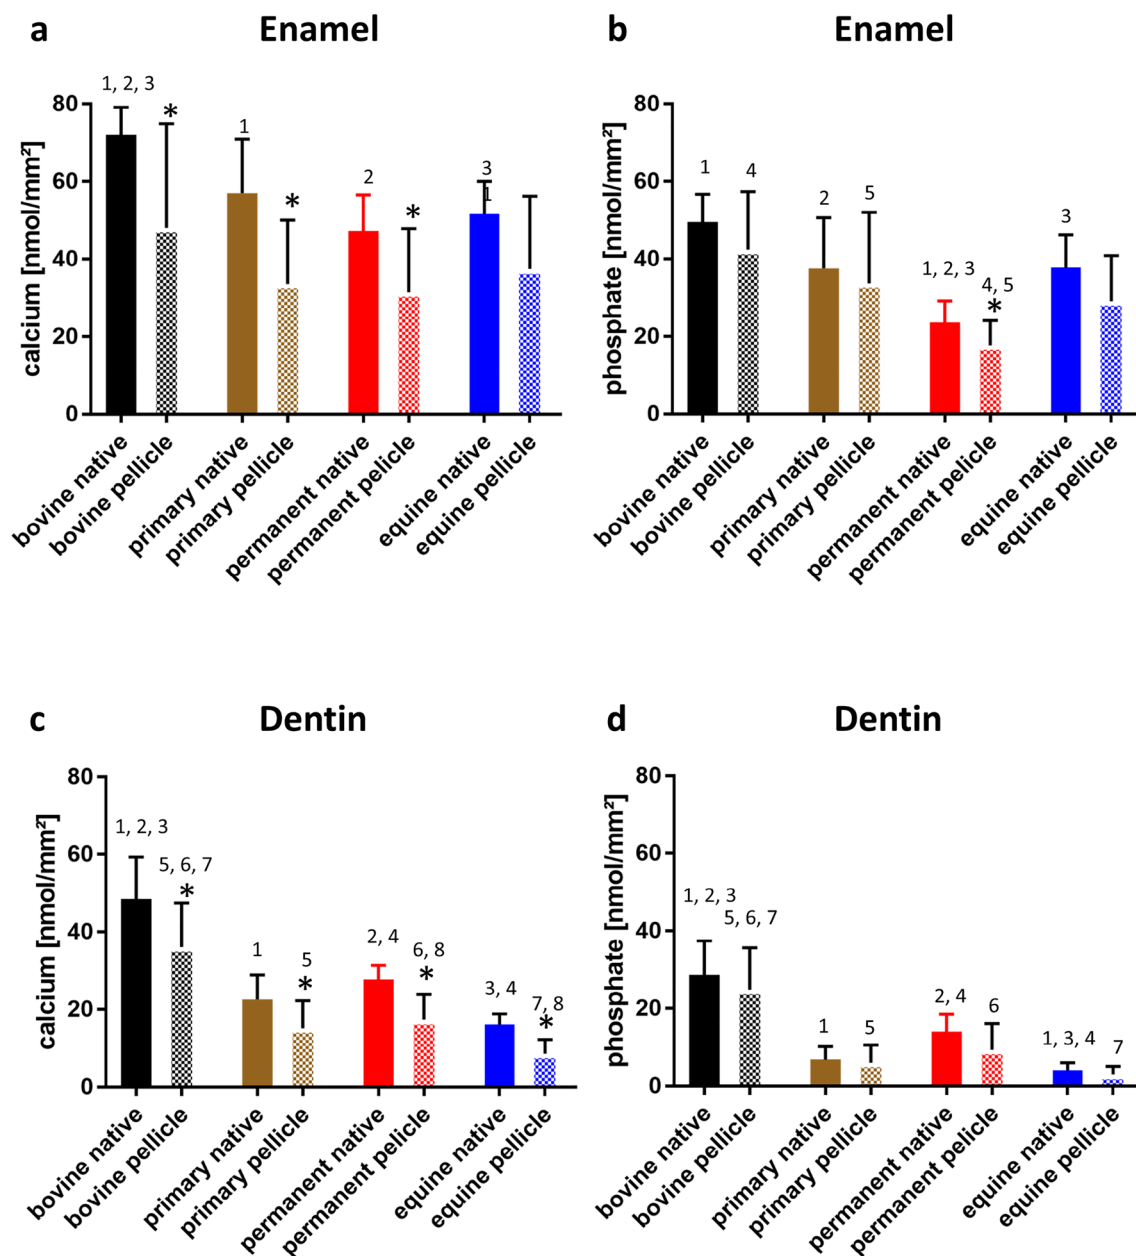 a
Enamel
calcium [nmol/mm²]
80
60
40
20
0
1, 2, 3
*
1
*
2
*
3
1
bovine native
bovine pellicle
primary native
primary pellicle
permanent native
permanent pelicle
equine native
equine pellicle
b
Enamel
phosphate [nmol/mm²]
80
60
40
20
0
1
4
2
5
1, 2, 3
4, 5
*
3
bovine native
bovine pellicle
primary native
primary pellicle
permanent native
permanent pelicle
equine native
equine pellicle
c
Dentin
calcium [nmol/mm²]
80
60
40
20
0
1, 2, 3
5, 6, 7
*
1
5
*
2, 4
6, 8
*
3, 4
7, 8
*
bovine native
bovine pellicle
primary native
primary pellicle
permanent native
permanent pelicle
equine native
equine pellicle
d
Dentin
phosphate [nmol/mm²]
80
60
40
20
0
1, 2, 3
5, 6, 7
1
5
2, 4
6
1, 3, 4
7
bovine native
bovine pellicle
primary native
primary pellicle
permanent native
permanent pelicle
equine native
equine pellicle